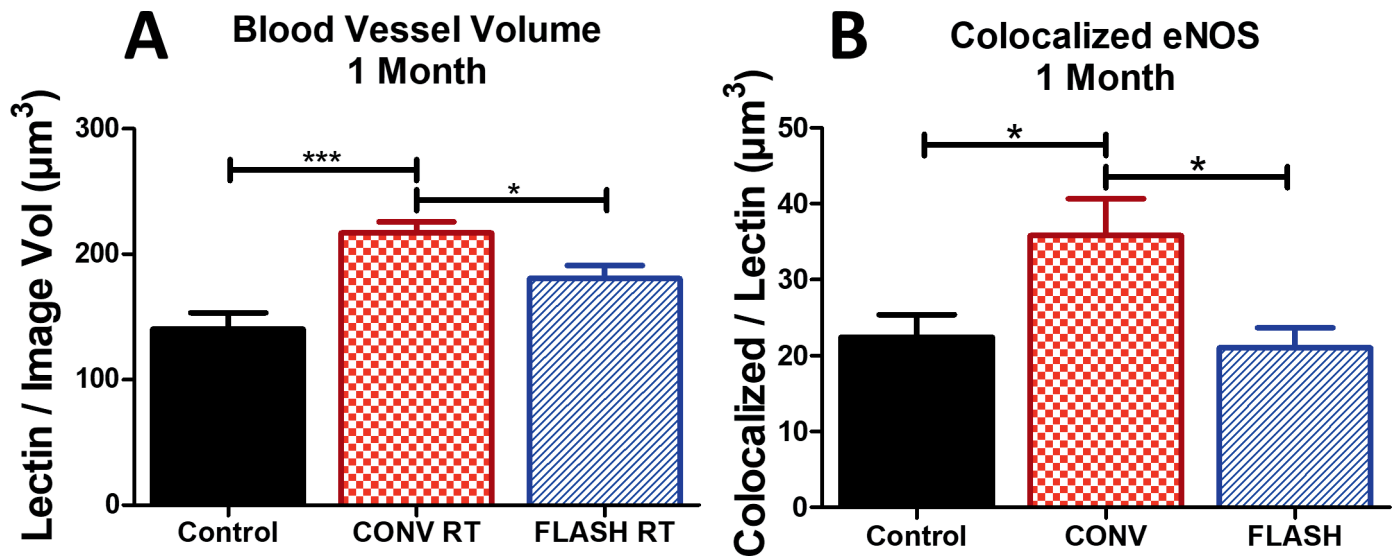 A
Blood Vessel Volume
1 Month
Lectin / Image Vol (µm³)
300
200
100
0
***
*
Control
CONV RT
FLASH RT
B
Colocalized eNOS
1 Month
Colocalized / Lectin (µm³)
50
40
30
20
10
0
*
*
Control
CONV
FLASH